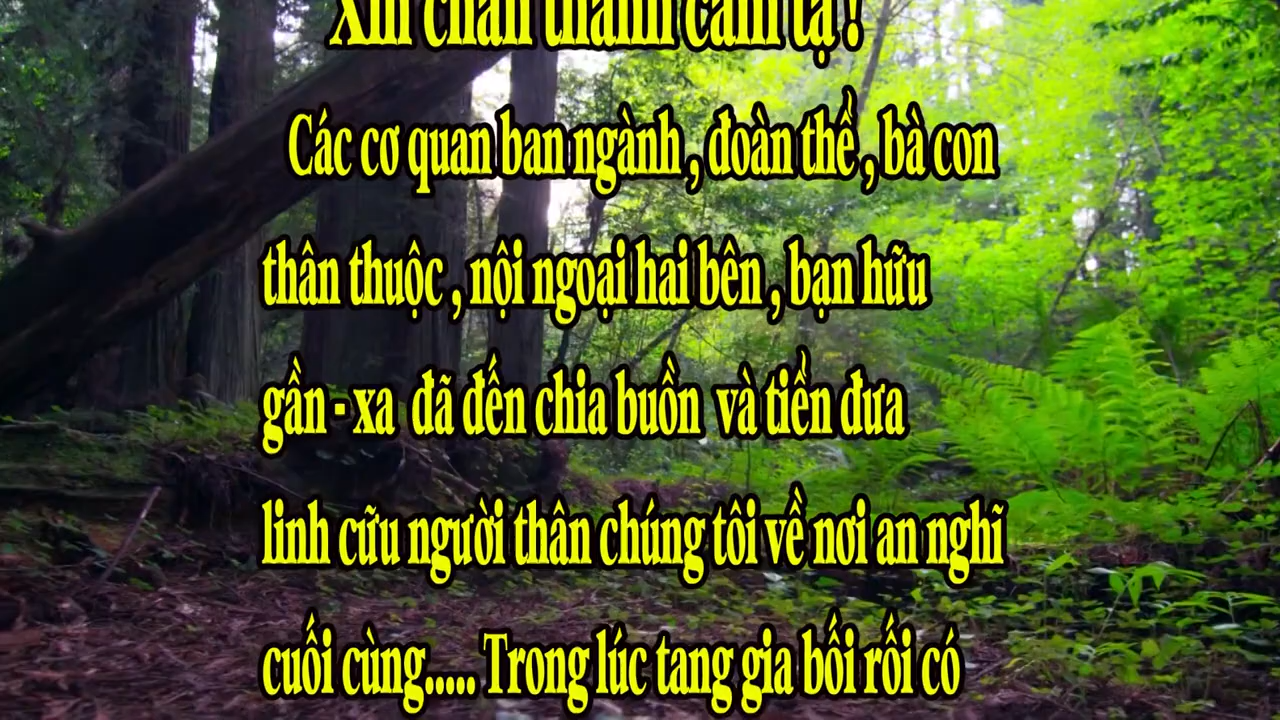 Xin chân thành cảm tạ !
Các cơ quan ban ngành , đoàn thể , bà con
thân thuộc , nội ngoại hai bên , bạn hữu
gần - xa đã đến chia buồn và tiển đưa
linh cữu người thân chúng tôi về nơi an nghĩ
cuối cùng..... Trong lúc tang gia bối rối có